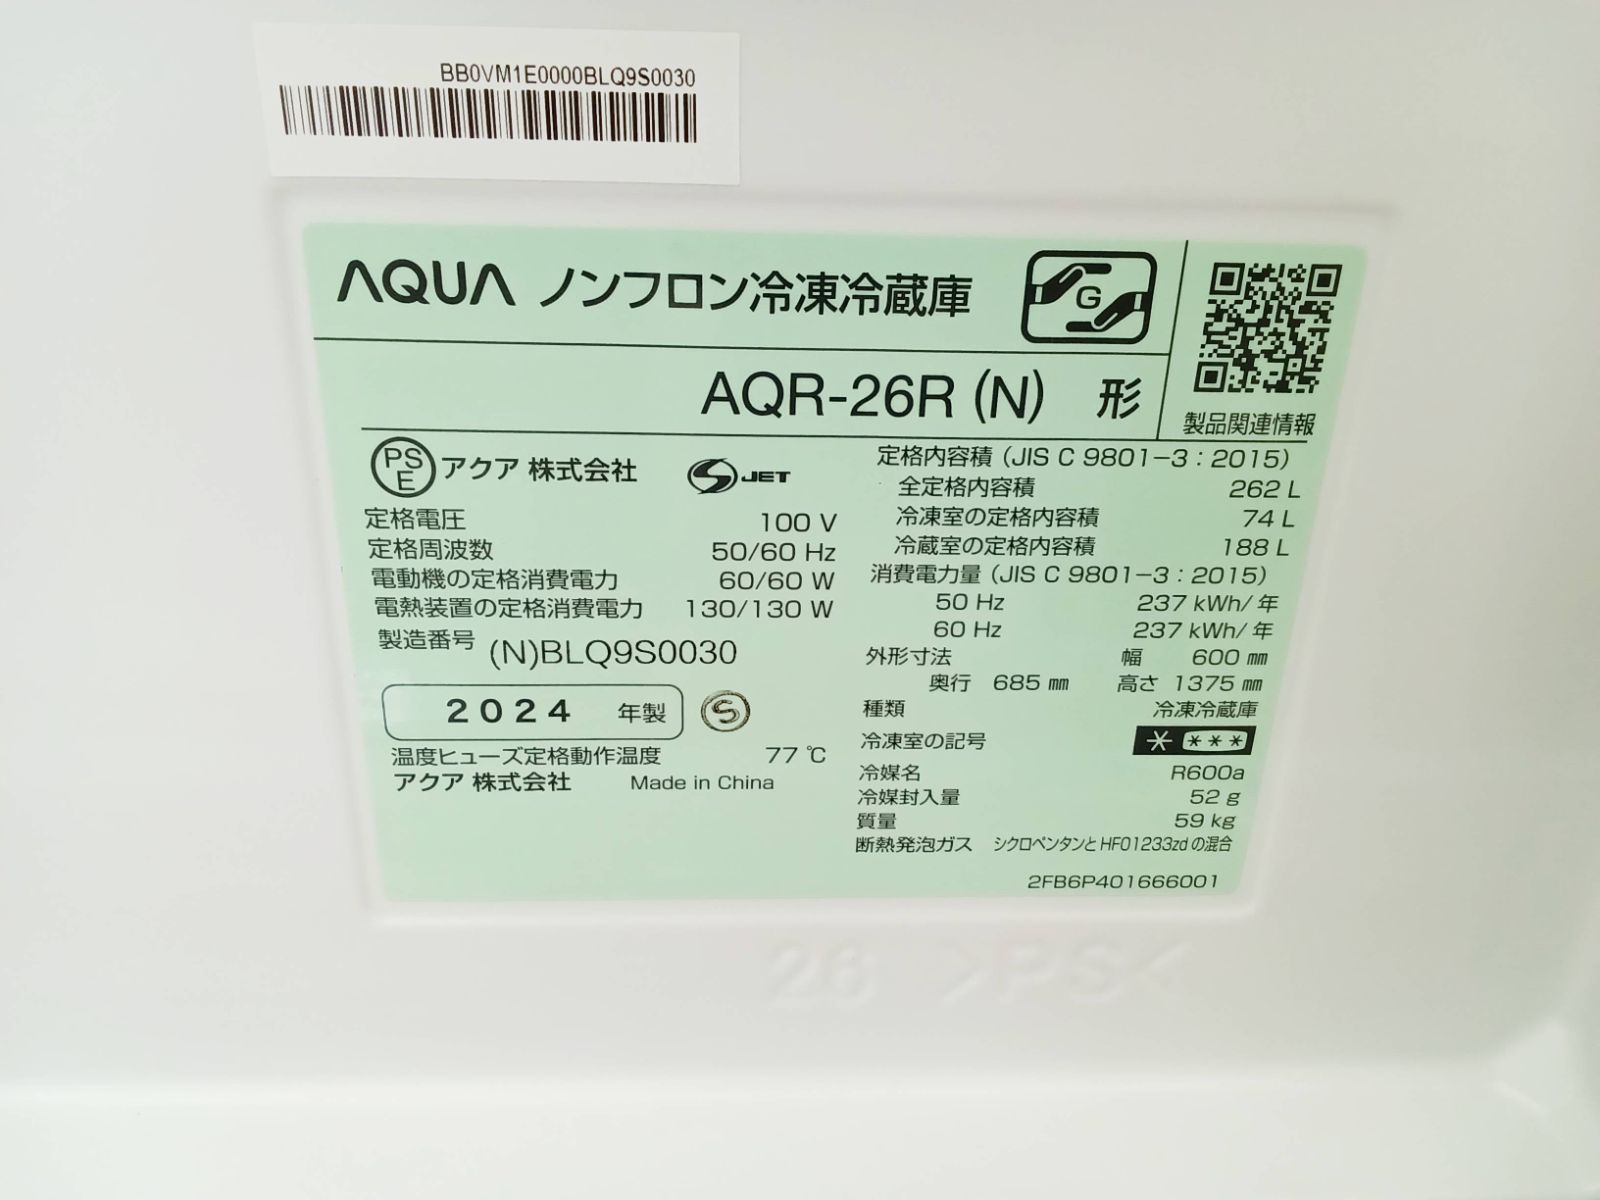 BB0VM1E0000BLQ9S0030
AQUA ノンフロン冷凍冷蔵庫
G
AQR-26R (N) 形
製品関連情報
PSE アクア 株式会社 S JET
定格電圧 100 V
定格周波数 50/60 Hz
電動機の定格消費電力 60/60 W
電熱装置の定格消費電力 130/130 W
製造番号 (N)BLQ9S0030
2024 年製 S
温度ヒューズ定格動作温度 77 ℃
アクア 株式会社 Made in China
定格内容積 (JIS C 9801-3：2015)
全定格内容積 262 L
冷凍室の定格内容積 74 L
冷蔵室の定格内容積 188 L
消費電力量 (JIS C 9801-3：2015)
50 Hz 237 kWh/年
60 Hz 237 kWh/年
外形寸法 幅 600 ㎜
奥行 685 ㎜ 高さ 1375 ㎜
種類 冷凍冷蔵庫
冷凍室の記号 * ***
冷媒名 R600a
冷媒封入量 52 g
質量 59 kg
断熱発泡ガス シクロペンタンとHFO1233zdの混合
2FB6P401666001
26 >PS<